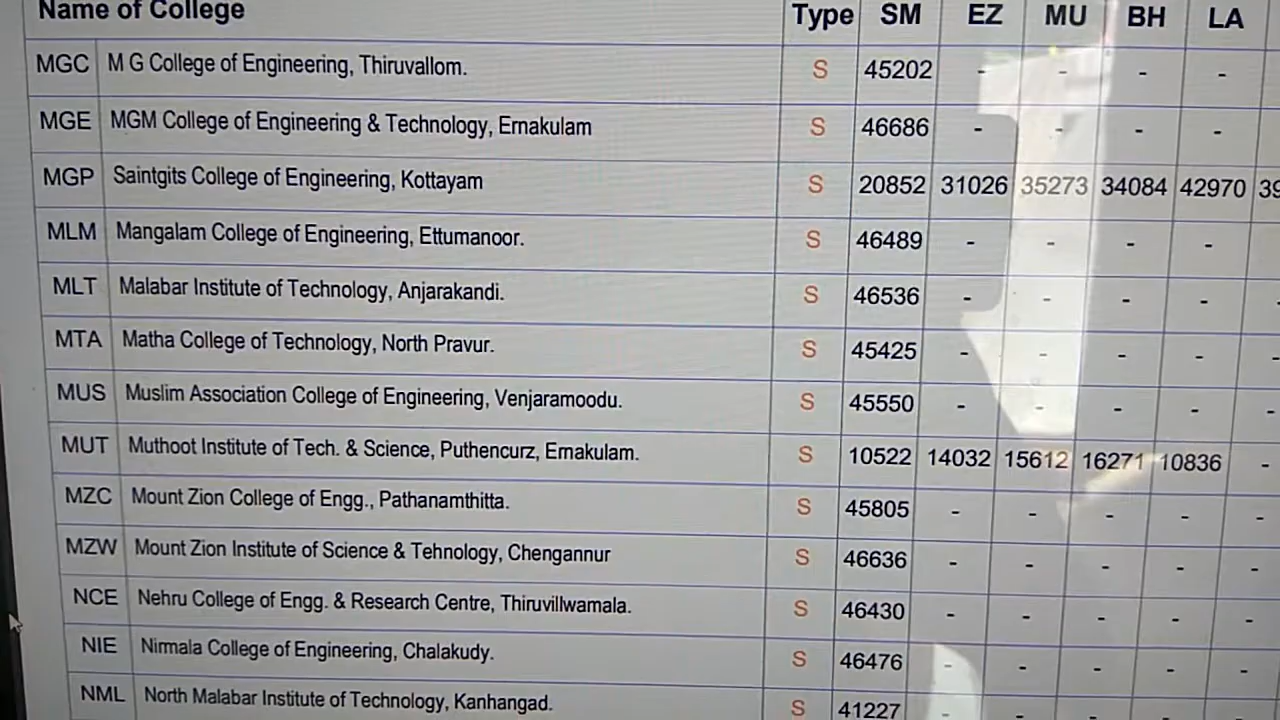 Name of College Type SM EZ MU BH LA
MGC M G College of Engineering, Thiruvallom. S 45202 - - - -
MGE MGM College of Engineering & Technology, Ernakulam S 46686 - - - -
MGP Saintgits College of Engineering, Kottayam S 20852 31026 35273 34084 42970 39
MLM Mangalam College of Engineering, Ettumanoor. S 46489 - - - -
MLT Malabar Institute of Technology, Anjarakandi. S 46536 - - - - -
MTA Matha College of Technology, North Pravur. S 45425 - - - - -
MUS Muslim Association College of Engineering, Venjaramoodu. S 45550 - - - - -
MUT Muthoot Institute of Tech. & Science, Puthencurz, Ernakulam. S 10522 14032 15612 16271 10836 -
MZC Mount Zion College of Engg., Pathanamthitta. S 45805 - - - - -
MZW Mount Zion Institute of Science & Tehnology, Chengannur S 46636 - - - - -
NCE Nehru College of Engg. & Research Centre, Thiruvillwamala. S 46430 - - - - -
NIE Nirmala College of Engineering, Chalakudy. S 46476 - - - - -
NML North Malabar Institute of Technology, Kanhangad. S 41227 - - - - -